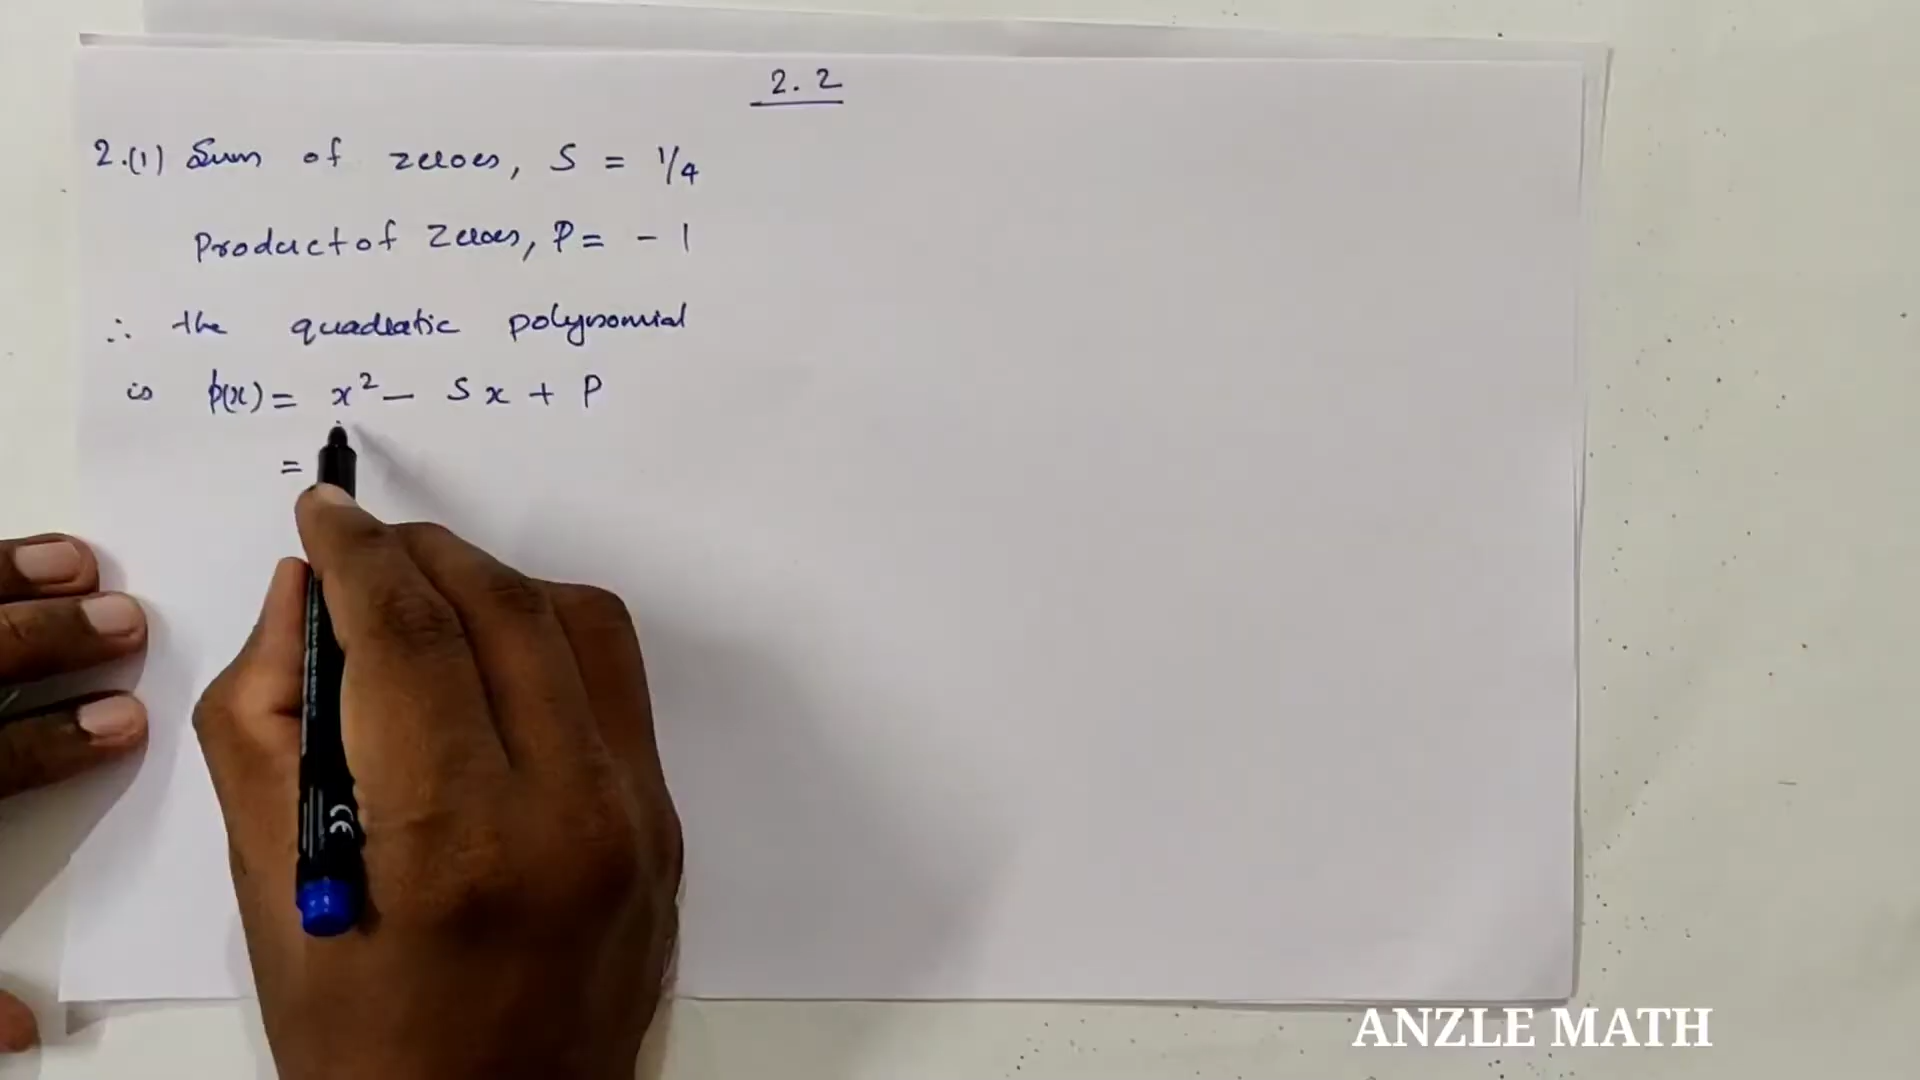 2.2
2.(1) Sum of zeroes, S = 1/4
Product of zeroes, P = - 1
∴ the quadratic polynomial
is p(x) = x² - Sx + P
=
CE
ANZLE MATH